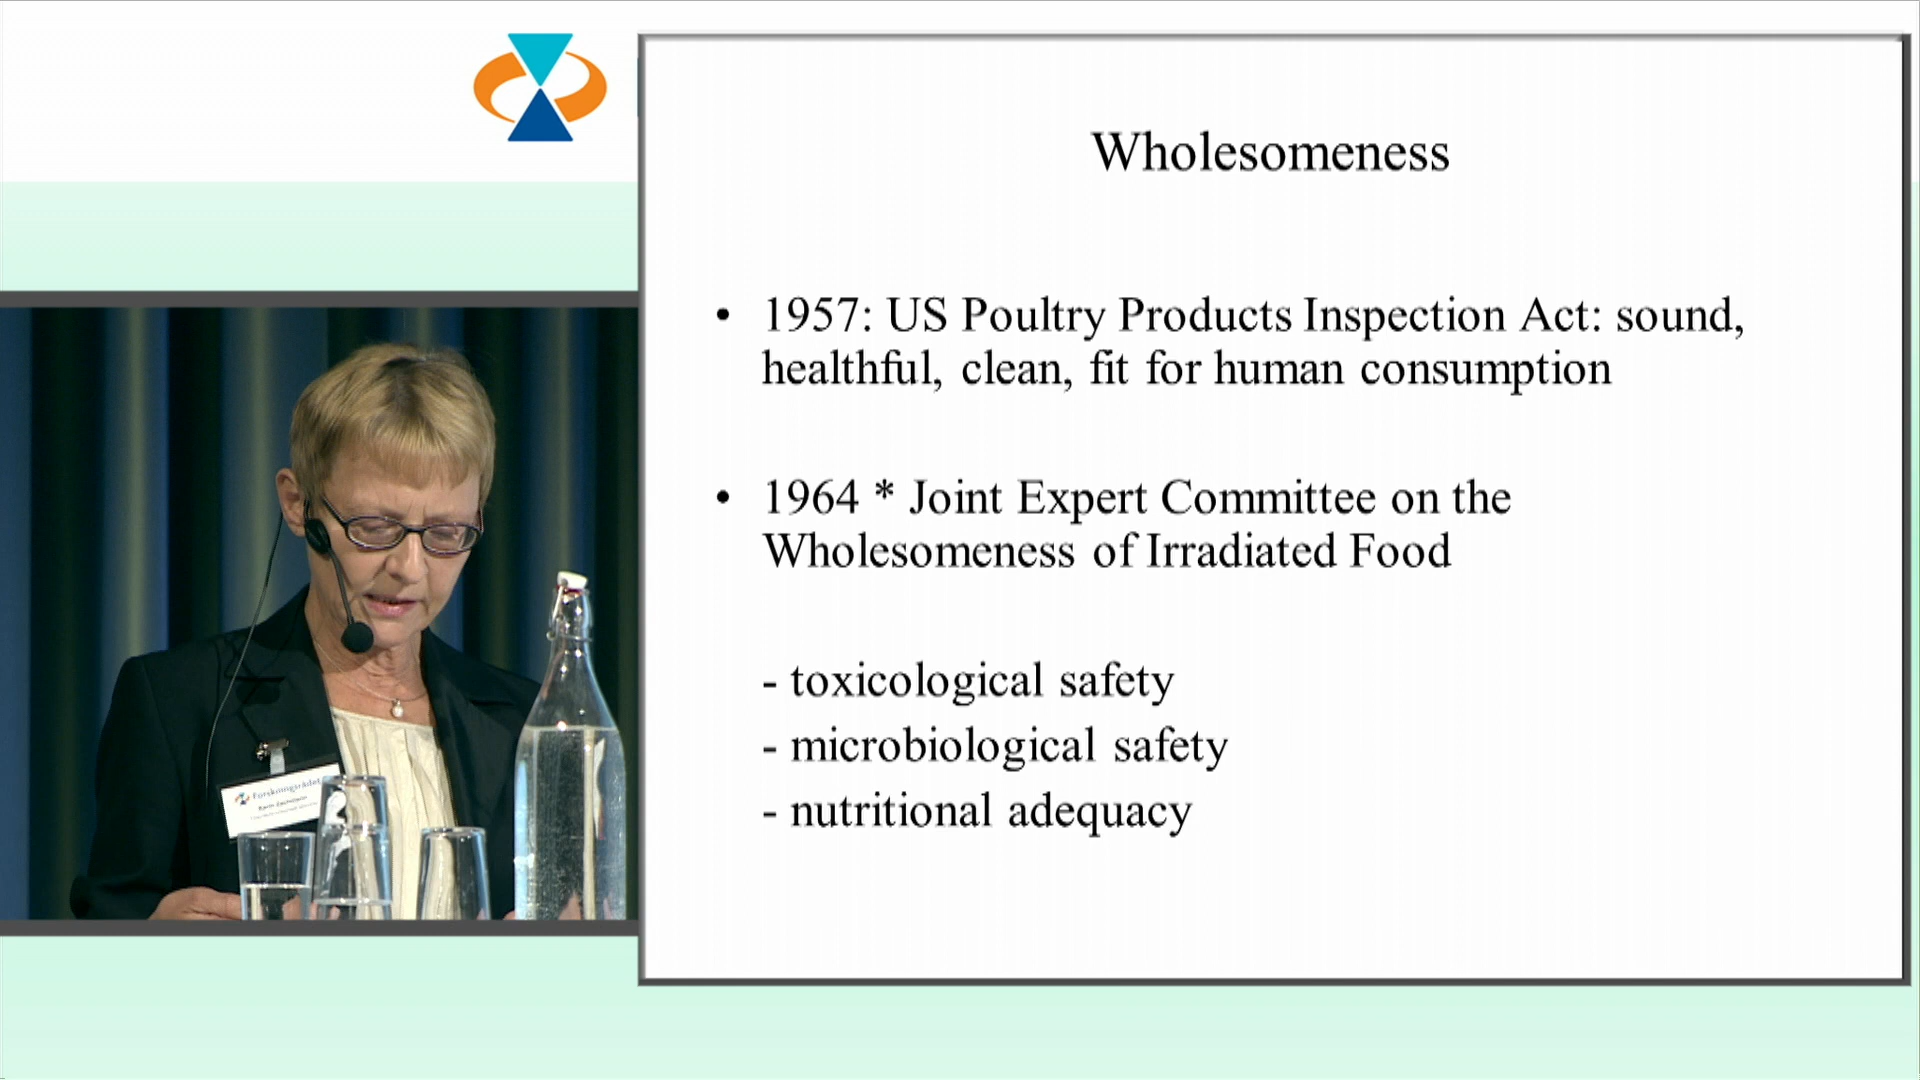 Wholesomeness
• 1957: US Poultry Products Inspection Act: sound,
healthful, clean, fit for human consumption
• 1964 * Joint Expert Committee on the
Wholesomeness of Irradiated Food
- toxicological safety
- microbiological safety
- nutritional adequacy
Forskningsrådet